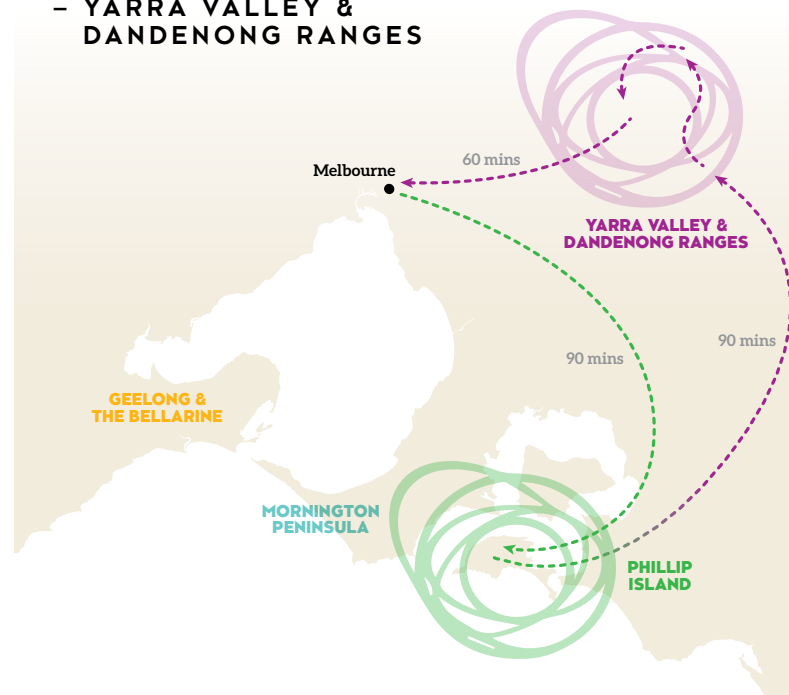 – YARRA VALLEY &
DANDENONG RANGES
60 mins
Melbourne
YARRA VALLEY &
DANDENONG RANGES
90 mins
90 mins
GEELONG &
THE BELLARINE
MORNINGTON
PENINSULA
PHILLIP
ISLAND